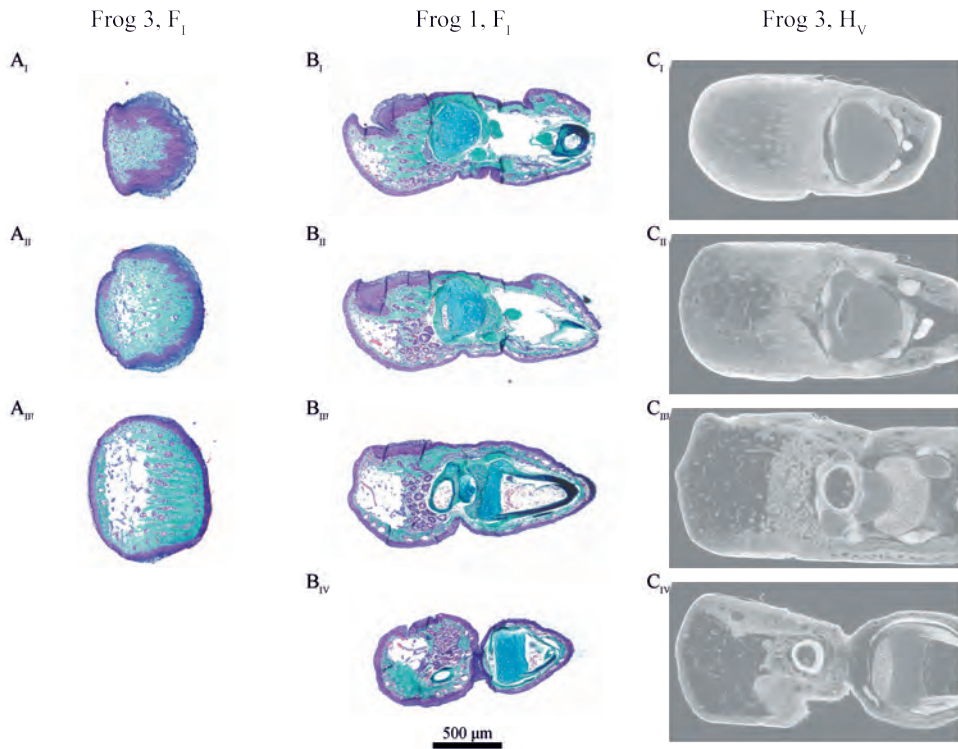 Frog 3, F_I
Frog 1, F_I
Frog 3, H_V
A_I
B_I
C_I
A_II
B_II
C_II
A_III
B_III
C_III
B_IV
C_IV
500 µm